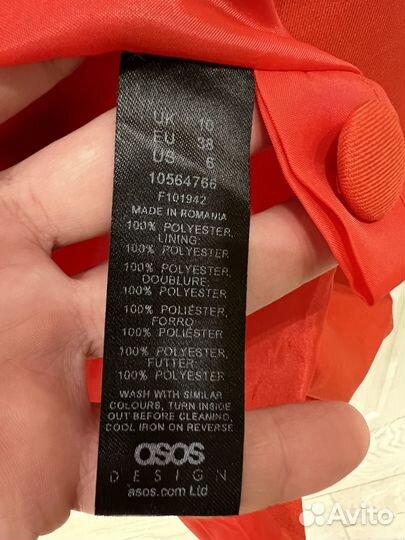 UK 10
EU 38
US 6
10564766
F101942
MADE IN ROMANIA
100% POLYESTER,
LINING:
100% POLYESTER
100% POLYESTER,
DOUBLURE:
100% POLYESTER
100% POLIÉSTER,
FORRO:
100% POLIÉSTER
100% POLYESTER,
FUTTER:
100% POLYESTER
WASH WITH SIMILAR
COLOURS, TURN INSIDE
OUT BEFORE CLEANING,
COOL IRON ON REVERSE
asos
DESIGN
asos.com Ltd
Avito